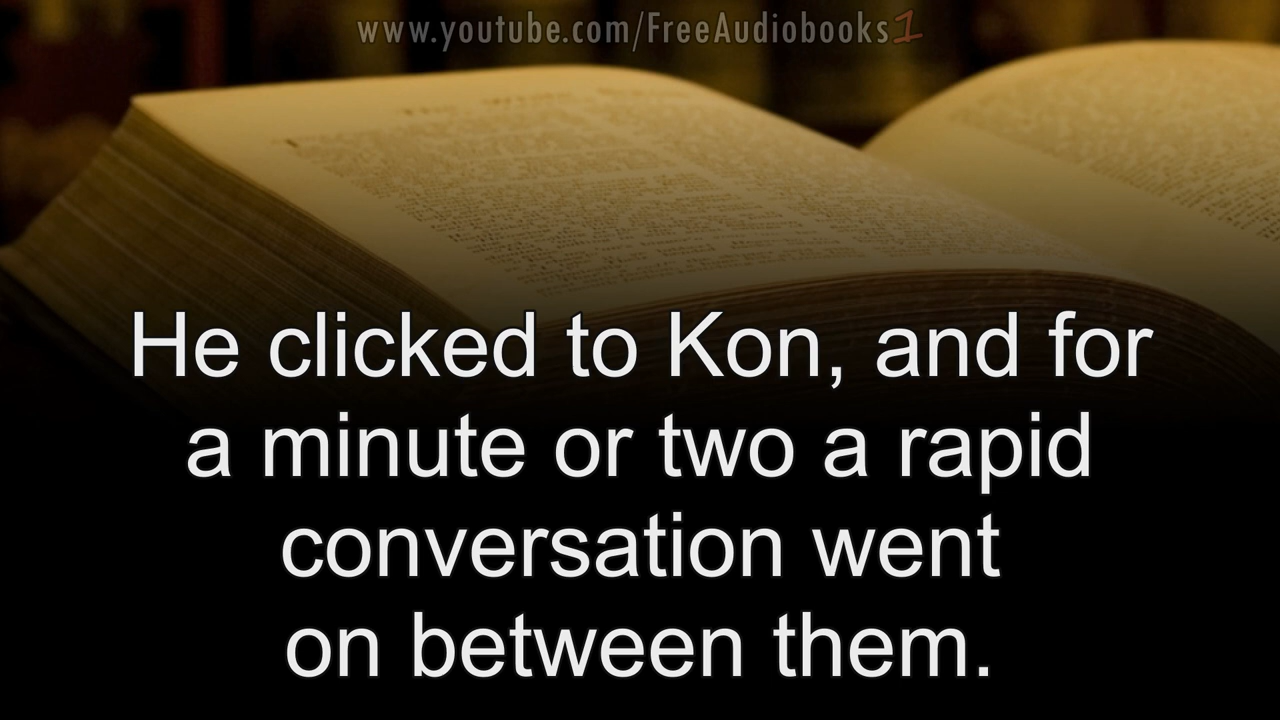 www.youtube.com/FreeAudiobooks1
He clicked to Kon, and for
a minute or two a rapid
conversation went
on between them.